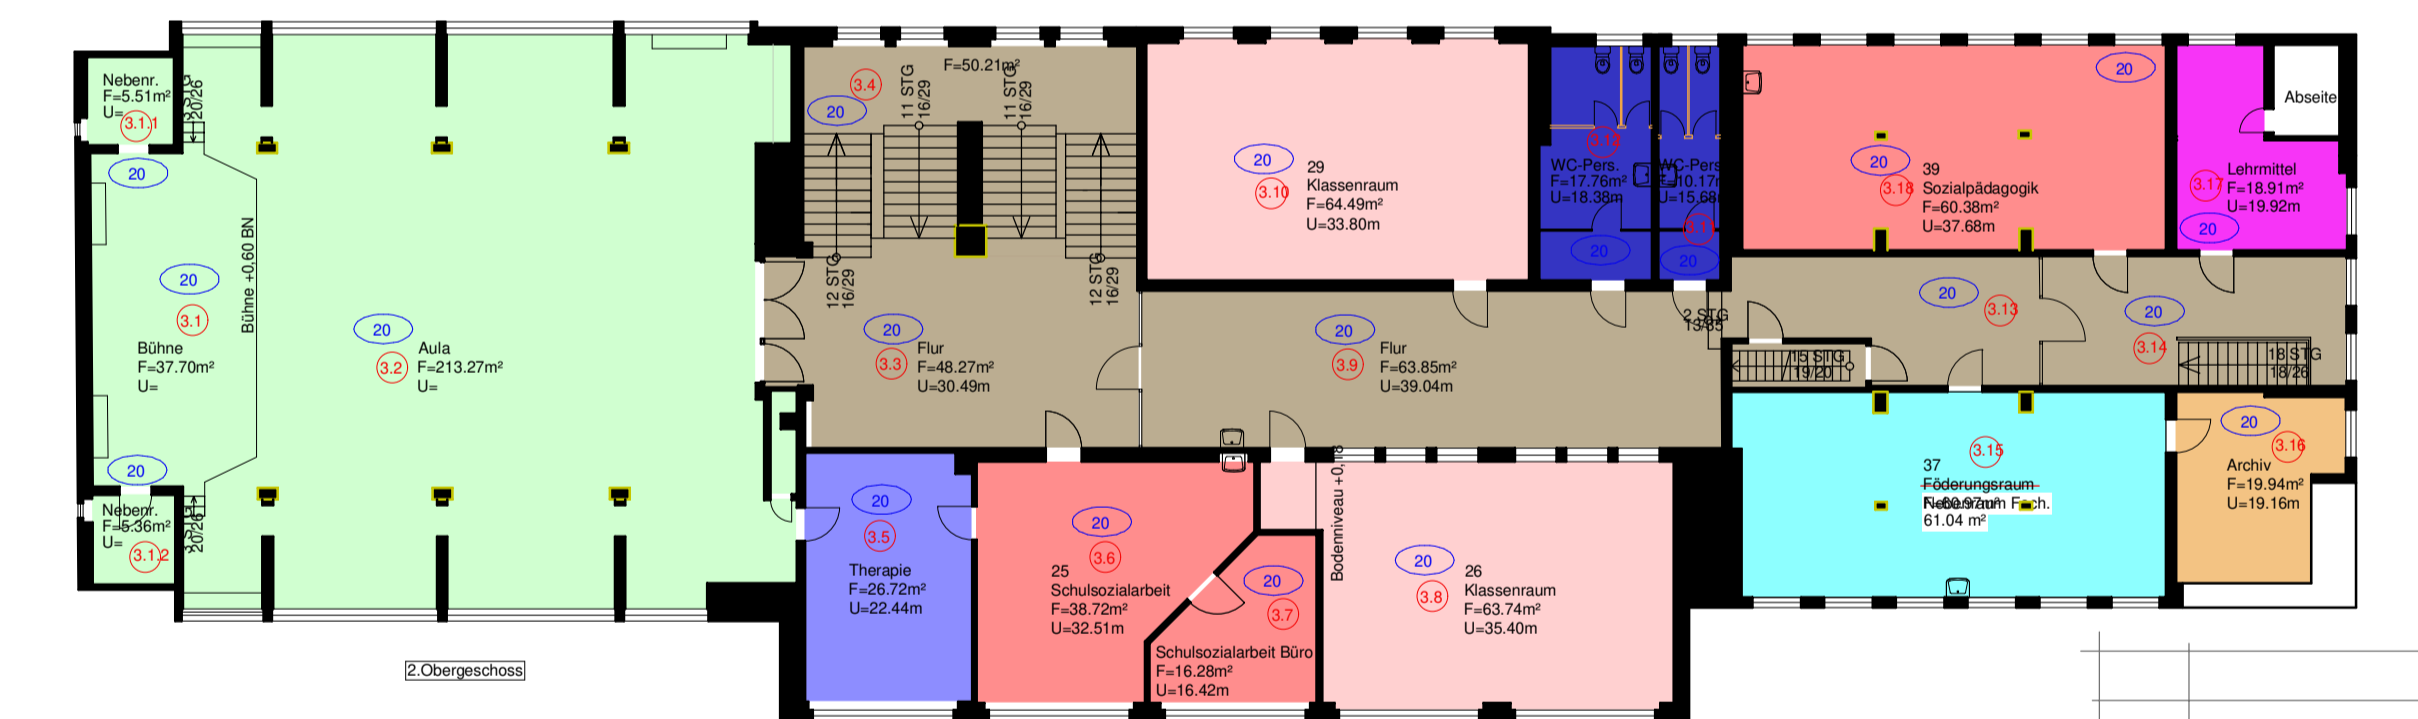 Nebenr.
F=5.51m²
U=
3.1.1
20/26
20
20
3.1
Bühne
F=37.70m²
U=
Bühne +0,60 BN
20
Nebenr.
F=5.36m²
U=
3.1.2
20/26
20
3.2
Aula
F=213.27m²
U=
2.Obergeschoss
3.4
20
F=50.21m²
11 STG
16/29
11 STG
16/29
12 STG
16/29
12 STG
16/29
20
3.3
Flur
F=48.27m²
U=30.49m
20
3.5
Therapie
F=26.72m²
U=22.44m
20
3.6
25
Schulsozialarbeit
F=38.72m²
U=32.51m
20
3.7
Schulsozialarbeit Büro
F=16.28m²
U=16.42m
Bodenniveau +0,18
20
3.8
26
Klassenraum
F=63.74m²
U=35.40m
20
3.9
Flur
F=63.85m²
U=39.04m
20
3.10
29
Klassenraum
F=64.49m²
U=33.80m
3.12
WC-Pers.
F=17.76m²
U=18.38m
20
WC-Pers
F=10.17m
U=15.68m
20
2 STG
20
20
3.18
39
Sozialpädagogik
F=60.38m²
U=37.68m
Abseite
3.17
Lehrmittel
F=18.91m²
U=19.92m
20
20
3.13
20
3.14
15 STG
19/20
18 STG
18/26
3.15
37
Föderungsraum
61.04 m²
20
3.16
Archiv
F=19.94m²
U=19.16m